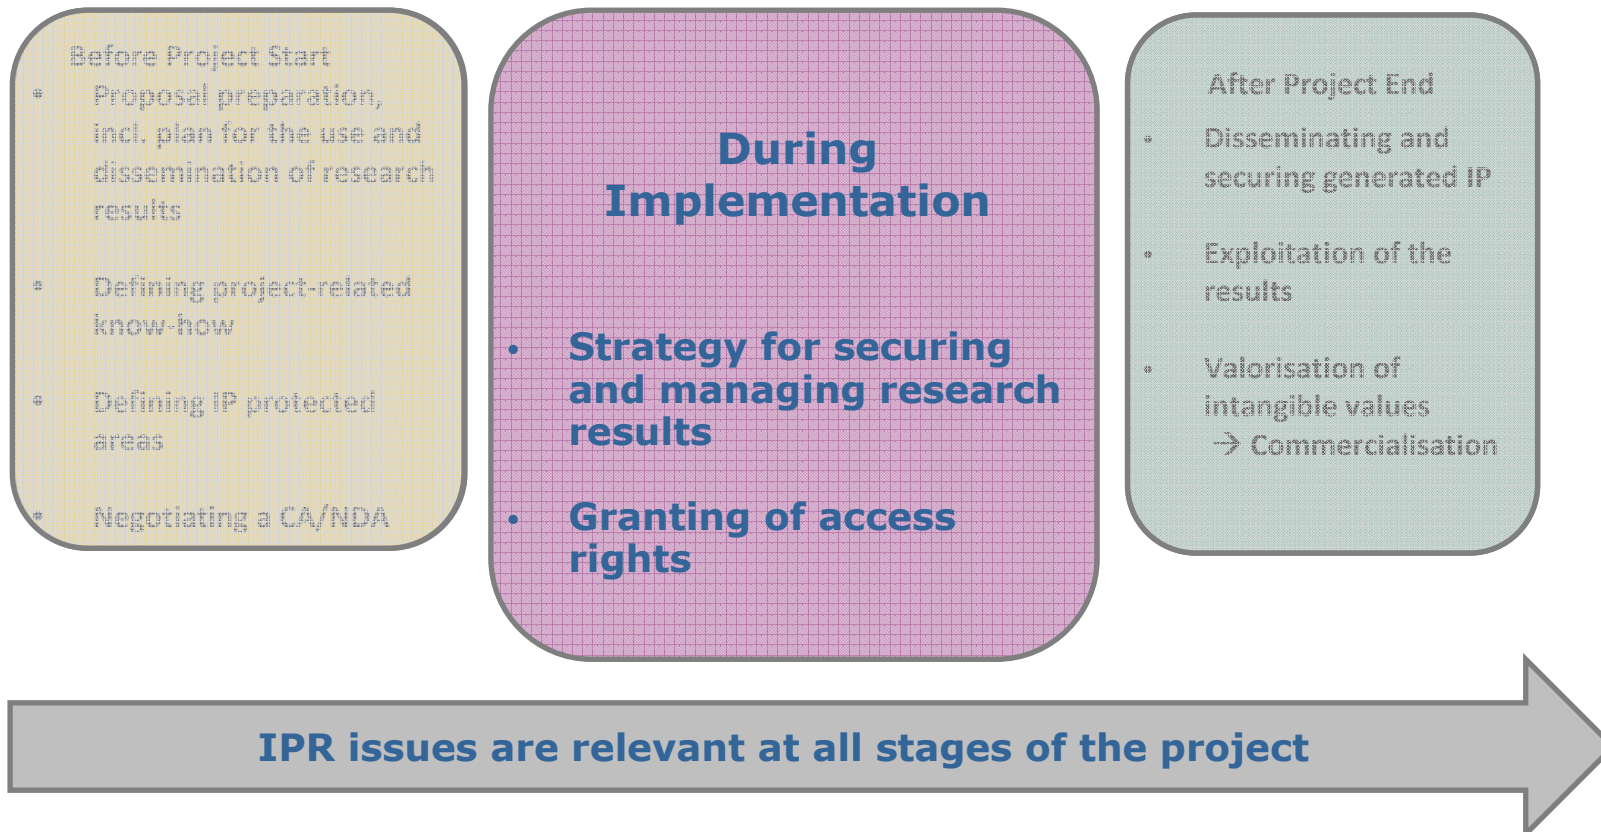 Before Project Start
• Proposal preparation,
incl. plan for the use and
dissemination of research
results
• Defining project-related
know-how
• Defining IP protected
areas
• Negotiating a CA/NDA
During
Implementation
• Strategy for securing
and managing research
results
• Granting of access
rights
After Project End
• Disseminating and
securing generated IP
• Exploitation of the
results
• Valorisation of
intangible values
→ Commercialisation
IPR issues are relevant at all stages of the project